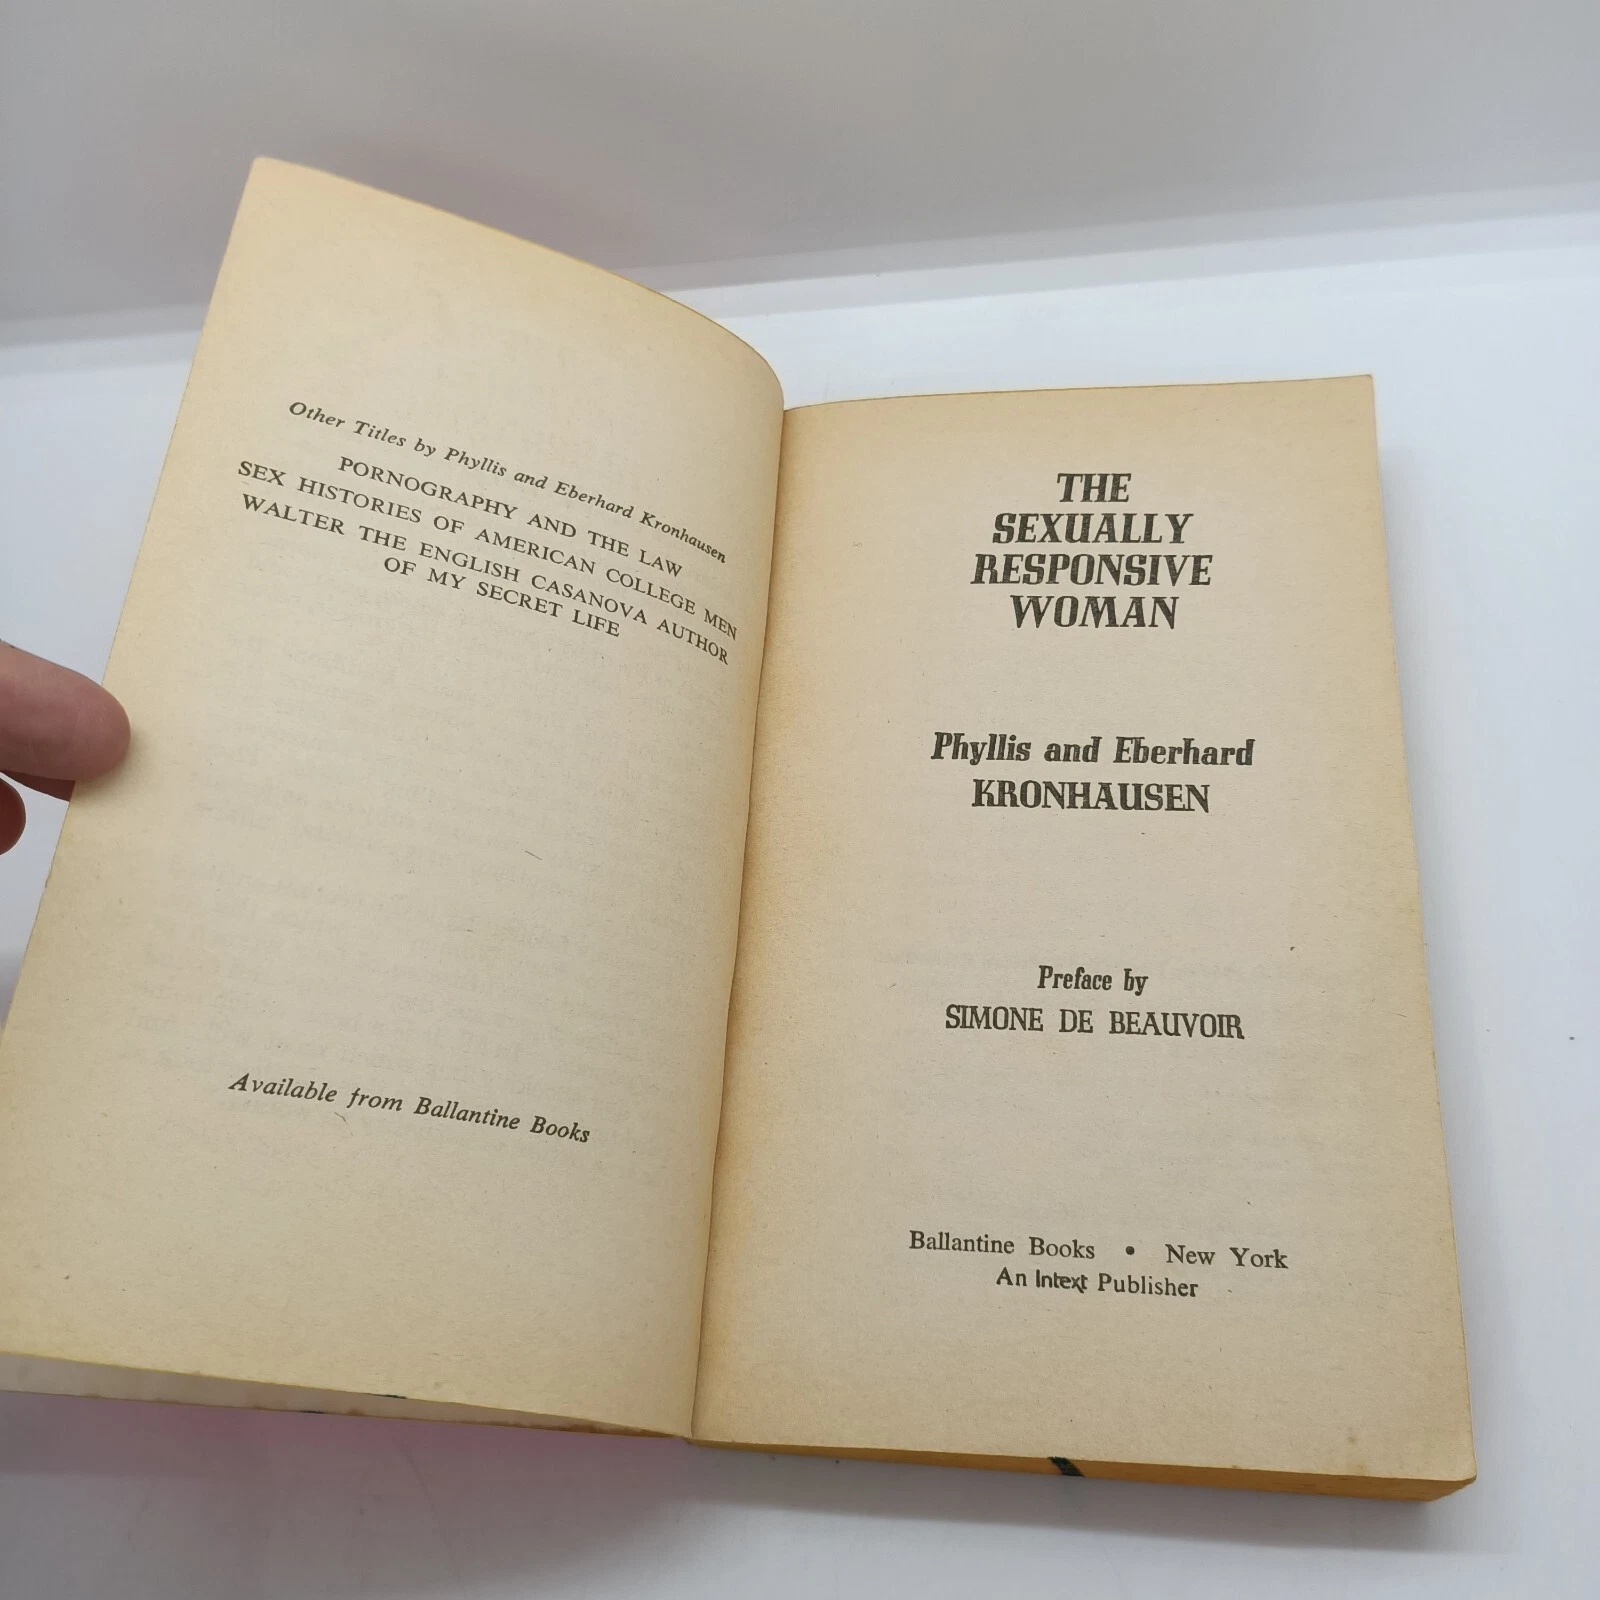 Other Titles by Phyllis and Eberhard Kronhausen
PORNOGRAPHY AND THE LAW
SEX HISTORIES OF AMERICAN COLLEGE MEN
WALTER THE ENGLISH CASANOVA AUTHOR
OF MY SECRET LIFE
Available from Ballantine Books
THE
SEXUALLY
RESPONSIVE
WOMAN
Phyllis and Eberhard
KRONHAUSEN
Preface by
SIMONE DE BEAUVOIR
Ballantine Books • New York
An Intext Publisher